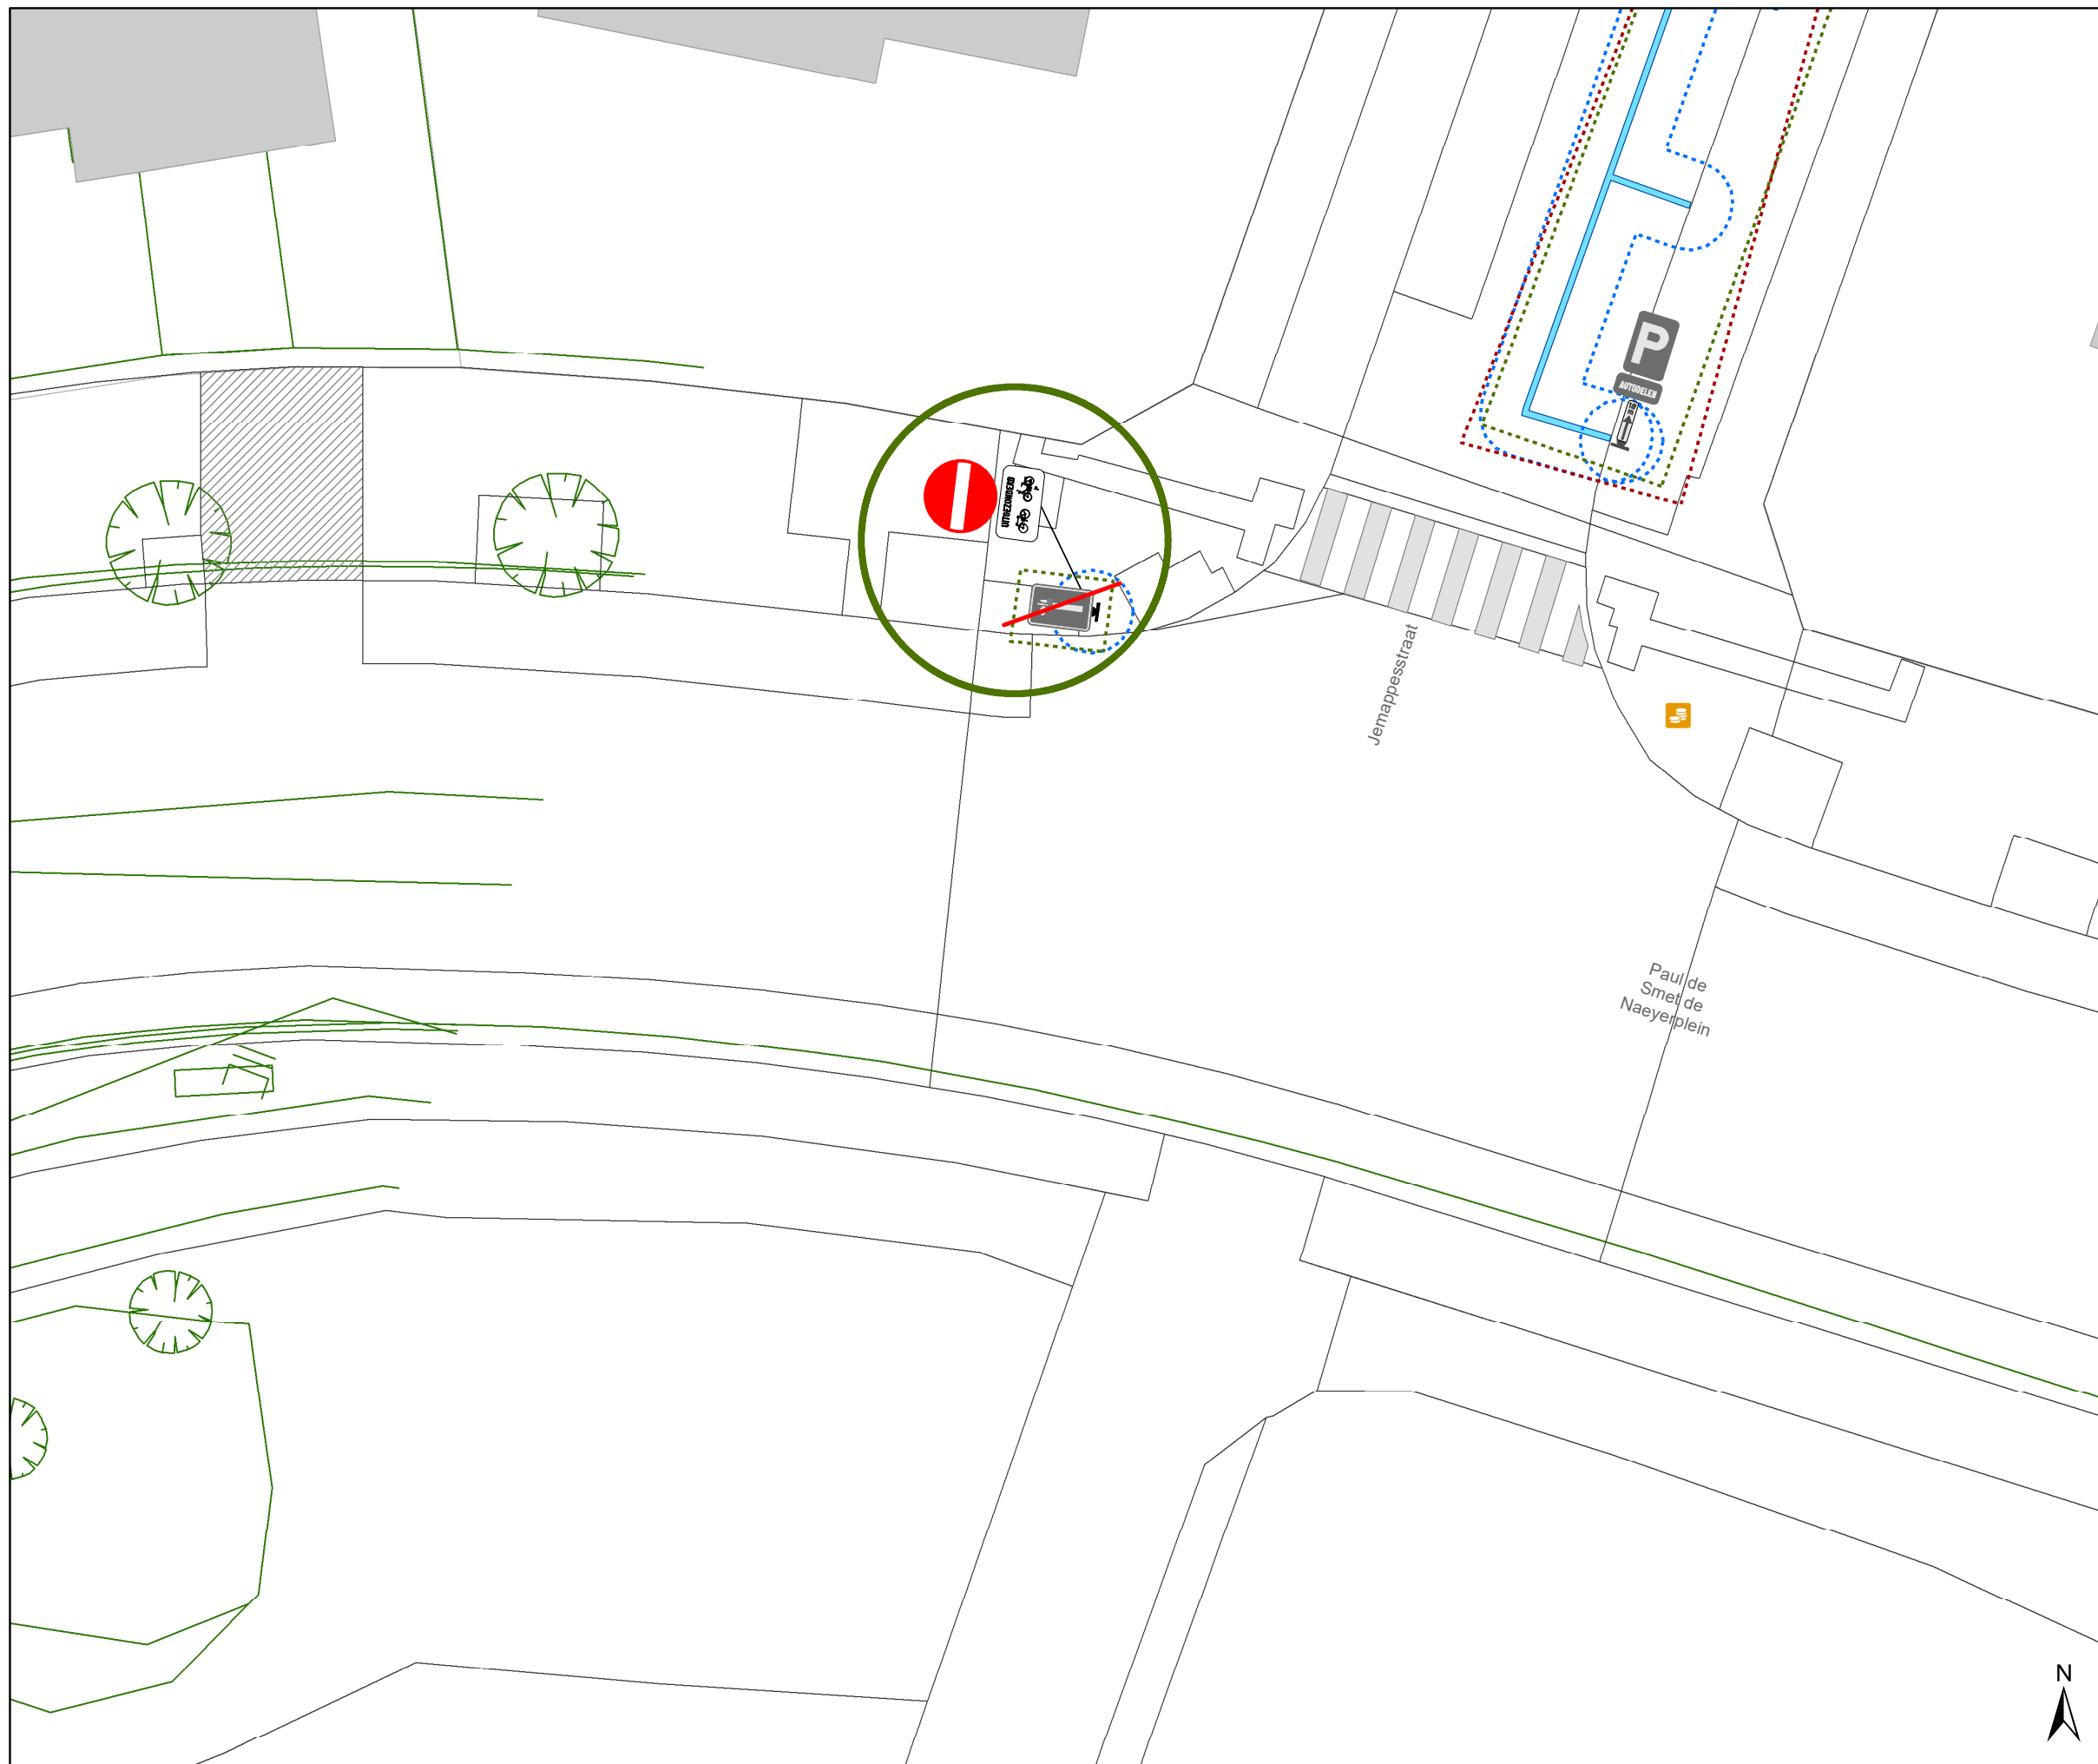 P
AUTODELEN
UITGEZONDERD
P
Jemappesstraat
Paul de
Smet de
Naeyerplein
N